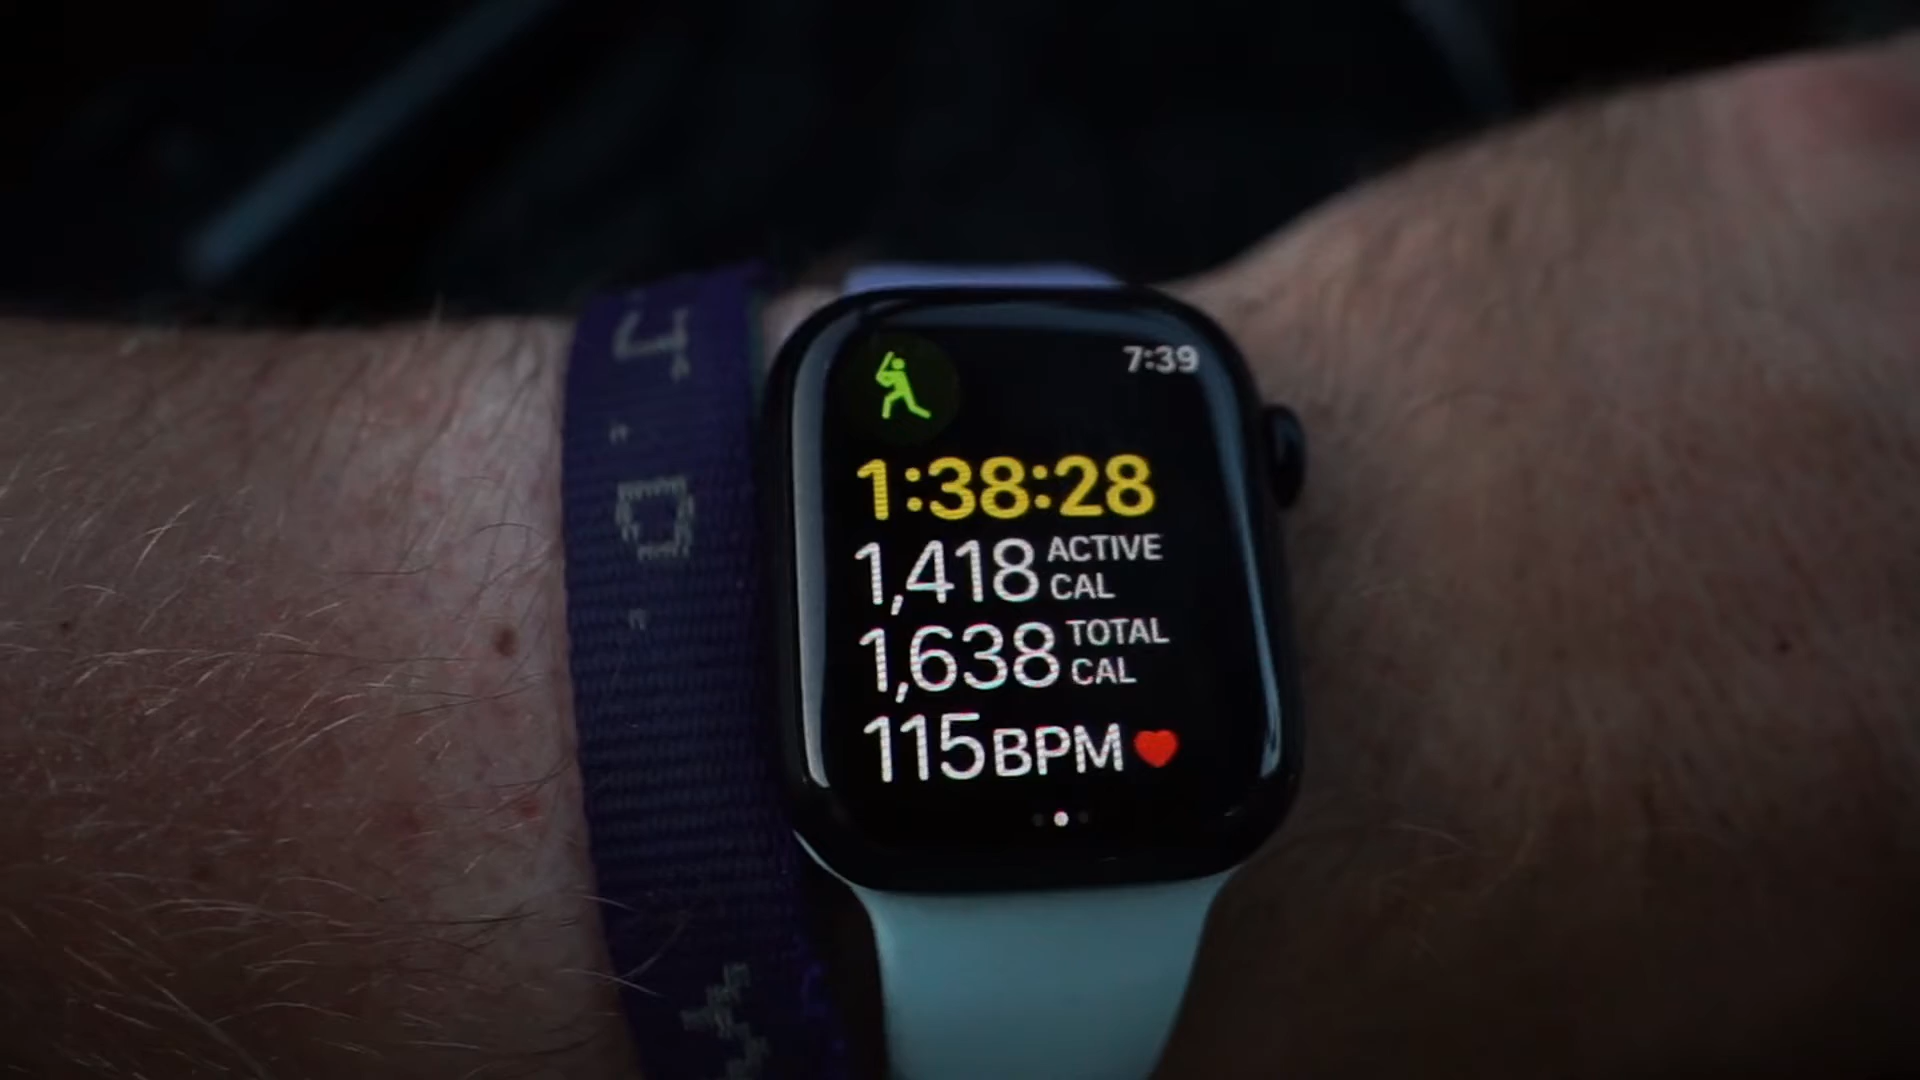 7:39
1:38:28
1,418 ACTIVE CAL
1,638 TOTAL CAL
115BPM